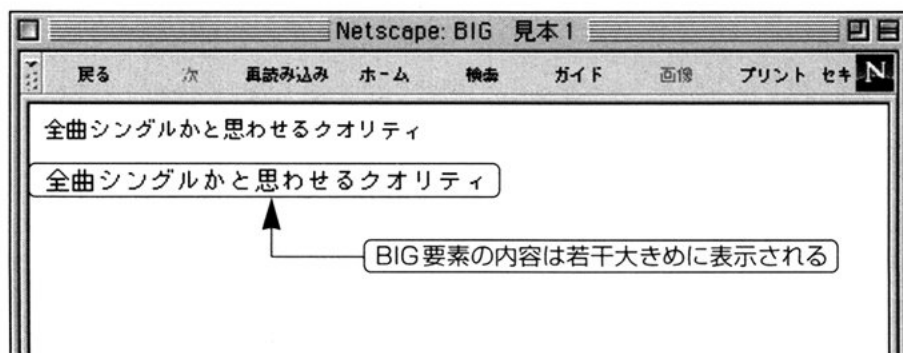 Netscape: BIG 見本1
戻る 次 再読み込み ホーム 検索 ガイド 画像 プリント セキ N
全曲シングルかと思わせるクオリティ
全曲シングルかと思わせるクオリティ
BIG要素の内容は若干大きめに表示される